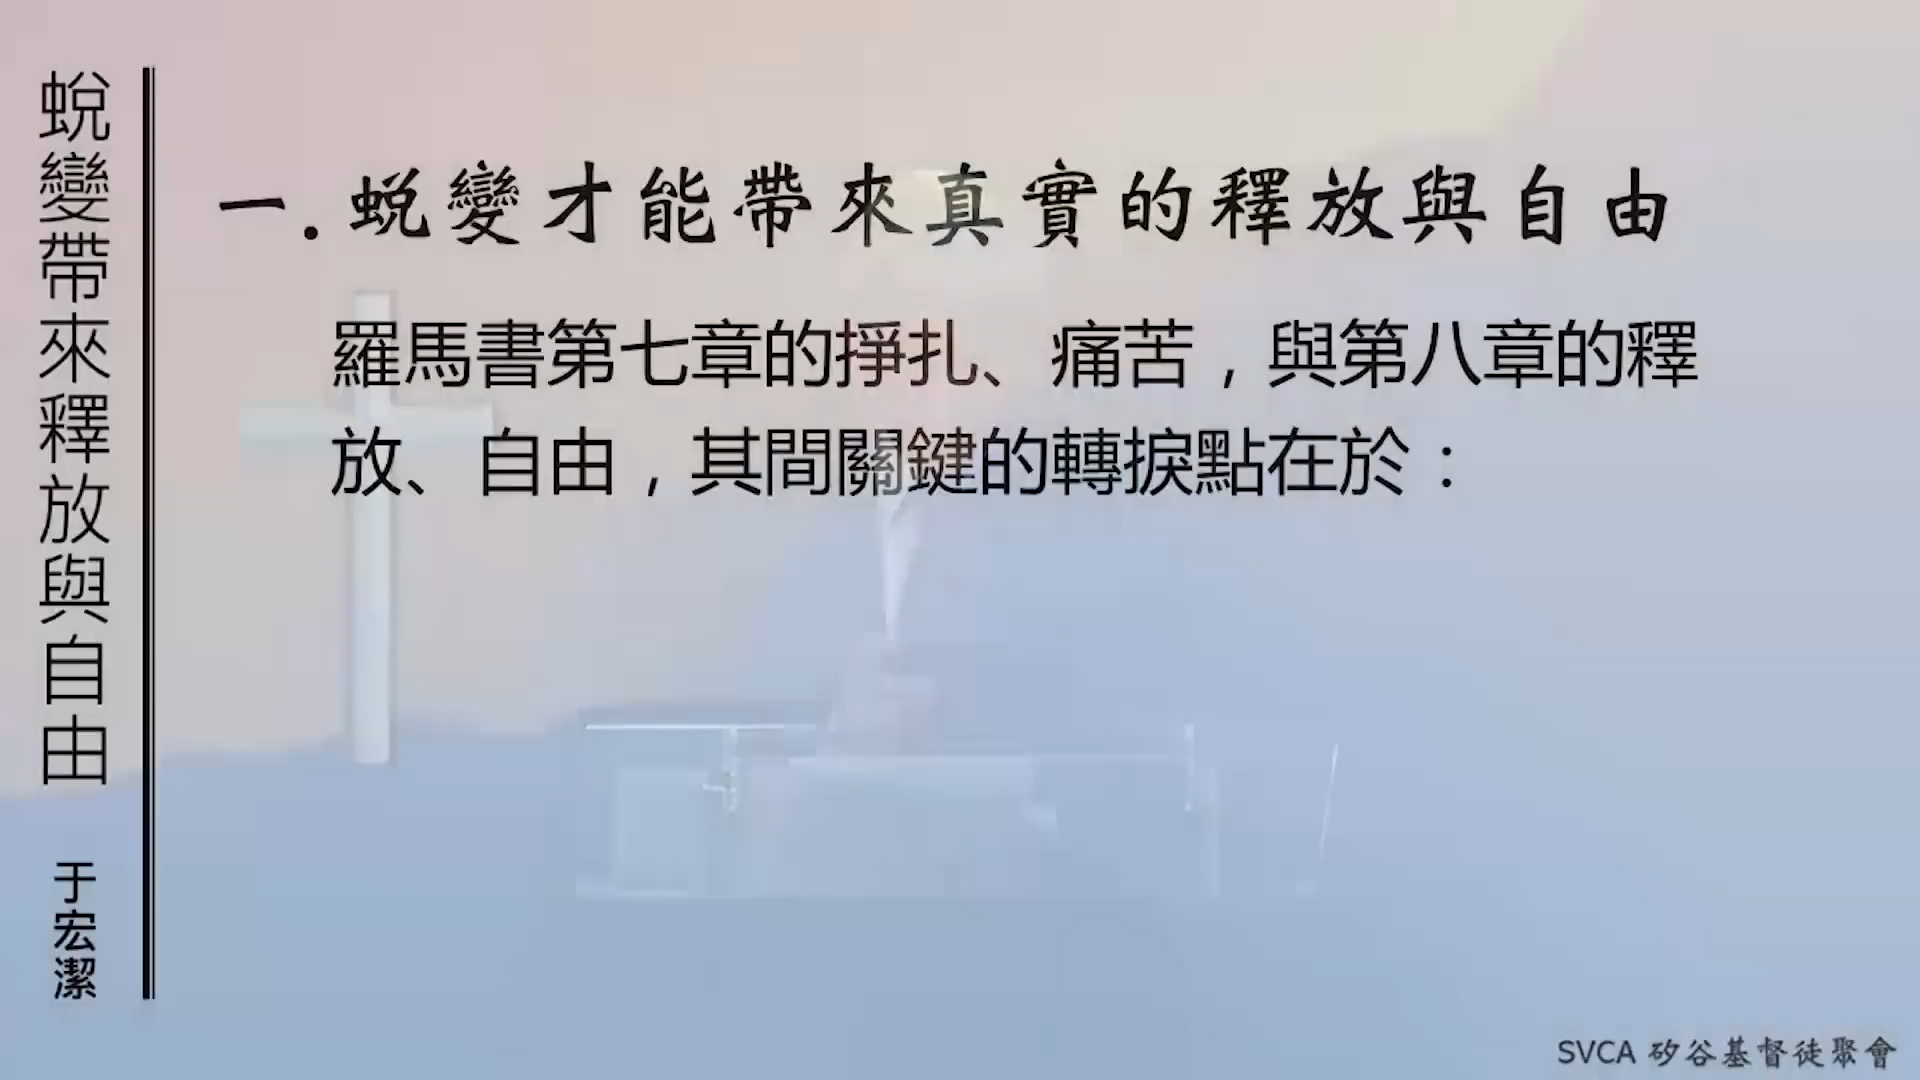 蛻變帶來釋放與自由
于宏潔
一.蛻變才能帶來真實的釋放與自由
羅馬書第七章的掙扎、痛苦，與第八章的釋
放、自由，其間關鍵的轉捩點在於：
SVCA 矽谷基督徒聚會